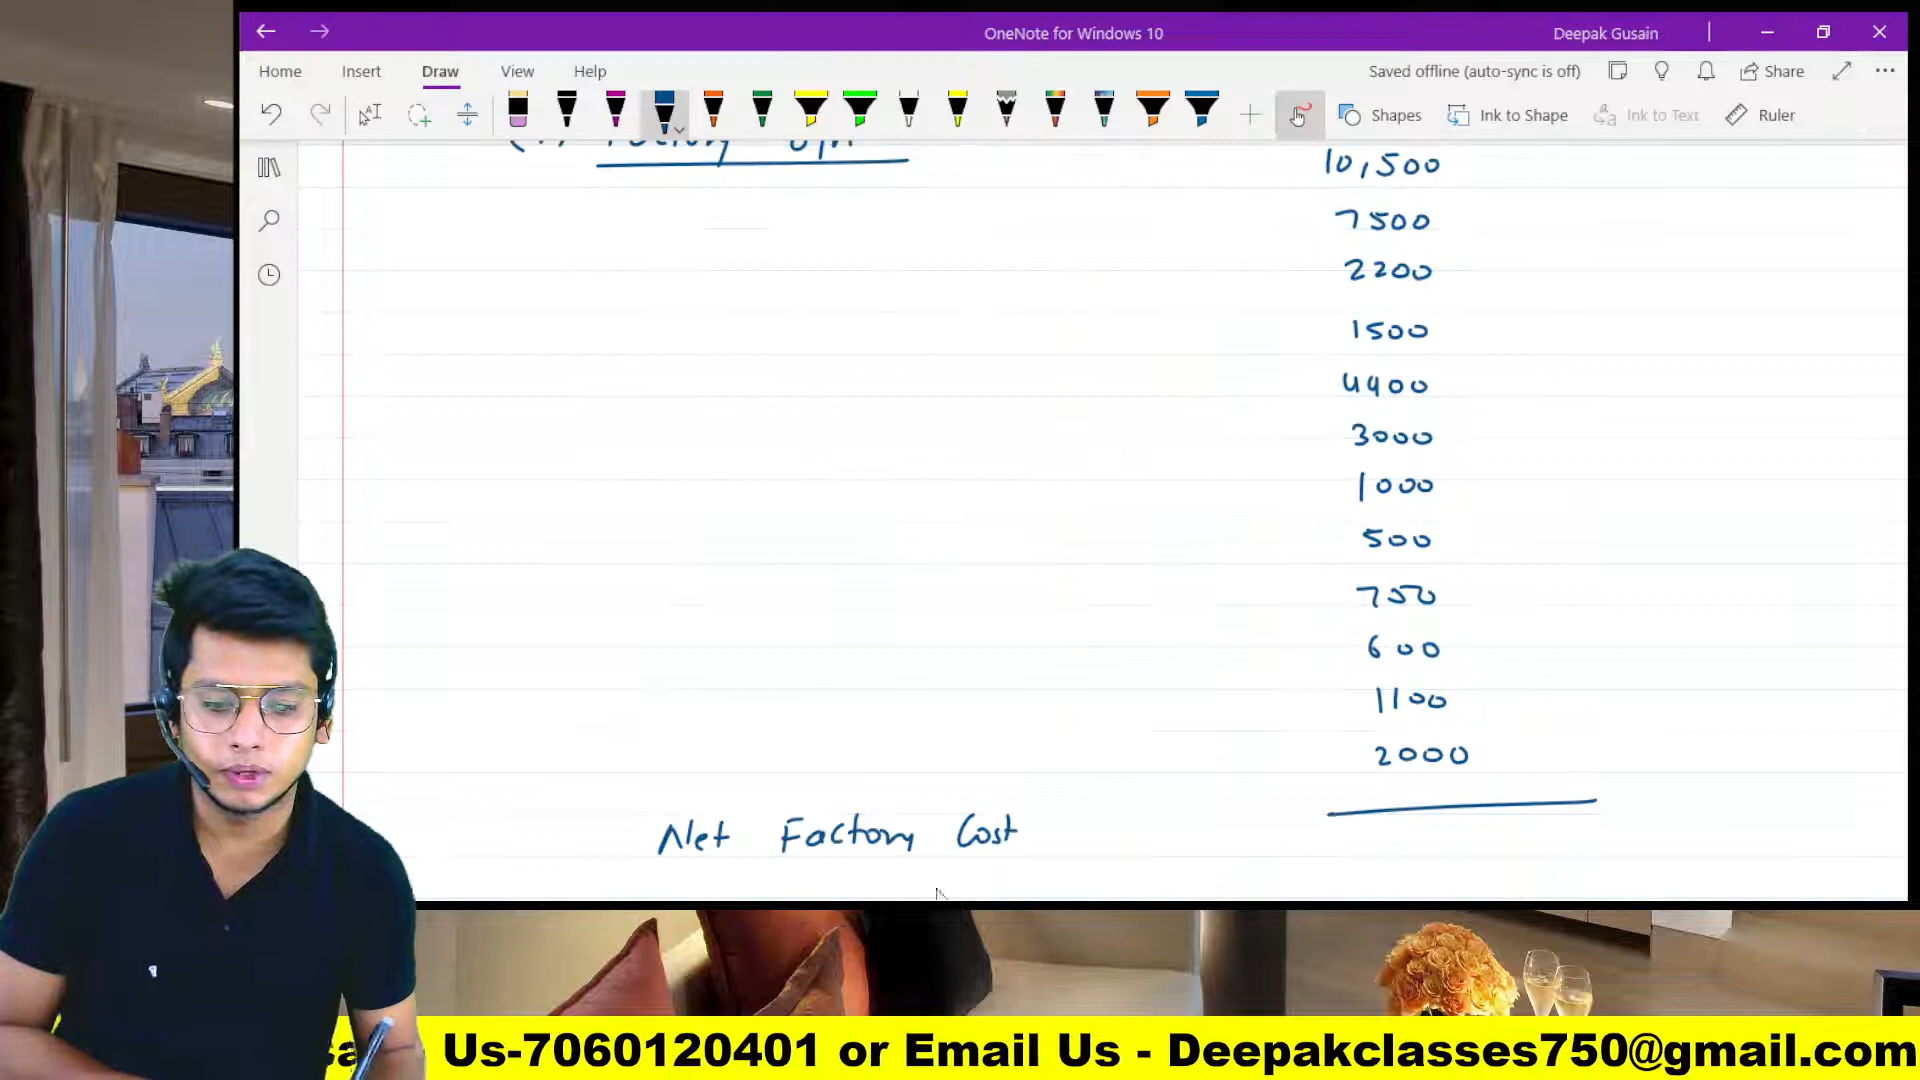 OneNote for Windows 10
Deepak Gusain
Home Insert Draw View Help
Saved offline (auto-sync is off) Share
Shapes Ink to Shape Ink to Text Ruler
Factory
10,500
7500
2200
1500
4400
3000
1000
500
750
600
1100
2000
Net Factory Cost
Us-7060120401 or Email Us - Deepakclasses750@gmail.com